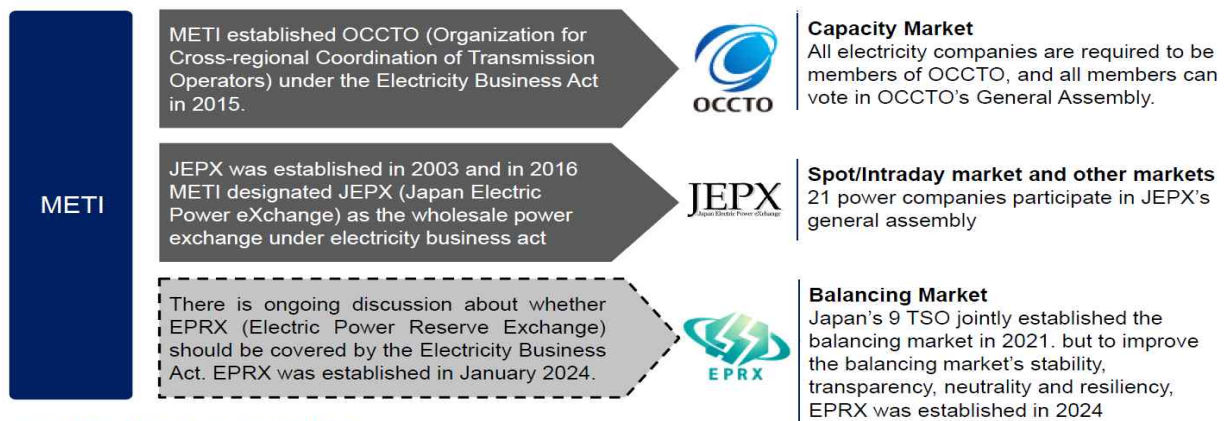 METI
METI established OCCTO (Organization for
Cross-regional Coordination of Transmission
Operators) under the Electricity Business Act
in 2015.
OCCTO
Capacity Market
All electricity companies are required to be
members of OCCTO, and all members can
vote in OCCTO's General Assembly.
JEPX was established in 2003 and in 2016
METI designated JEPX (Japan Electric
Power eXchange) as the wholesale power
exchange under electricity business act
JEPX
Japan Electric Power eXchange
Spot/Intraday market and other markets
21 power companies participate in JEPX's
general assembly
There is ongoing discussion about whether
EPRX (Electric Power Reserve Exchange)
should be covered by the Electricity Business
Act. EPRX was established in January 2024.
EPRX
Balancing Market
Japan's 9 TSO jointly established the
balancing market in 2021. but to improve
the balancing market's stability,
transparency, neutrality and resiliency,
EPRX was established in 2024